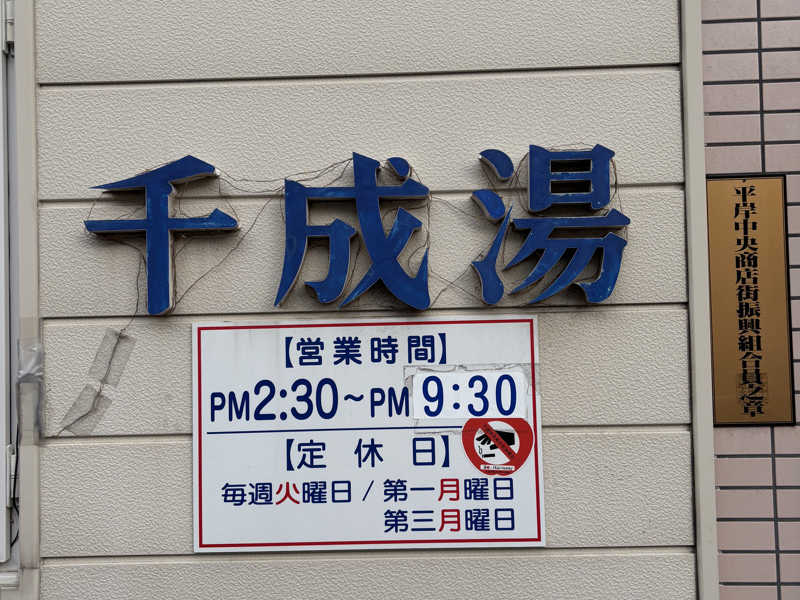 千成湯
【営業時間】
PM2:30～PM9:30
【定休日】
毎週火曜日/第一月曜日
第三月曜日
平岸中央商店街振興組合員之章